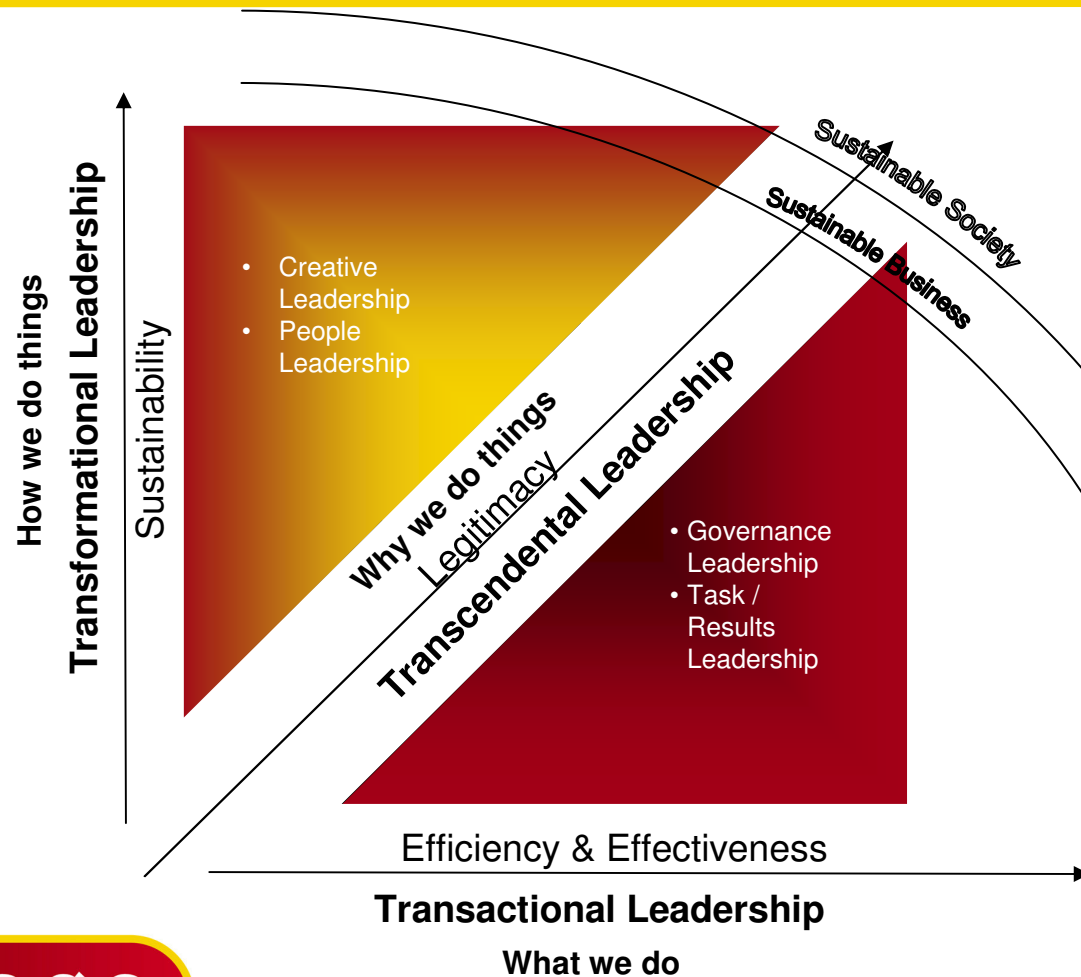 Sustainable Society
Sustainable Business
How we do things
Transformational Leadership
Sustainability
• Creative
Leadership
• People
Leadership
Why we do things
Legitimacy
Transcendental Leadership
• Governance
Leadership
• Task /
Results
Leadership
Efficiency & Effectiveness
Transactional Leadership
What we do